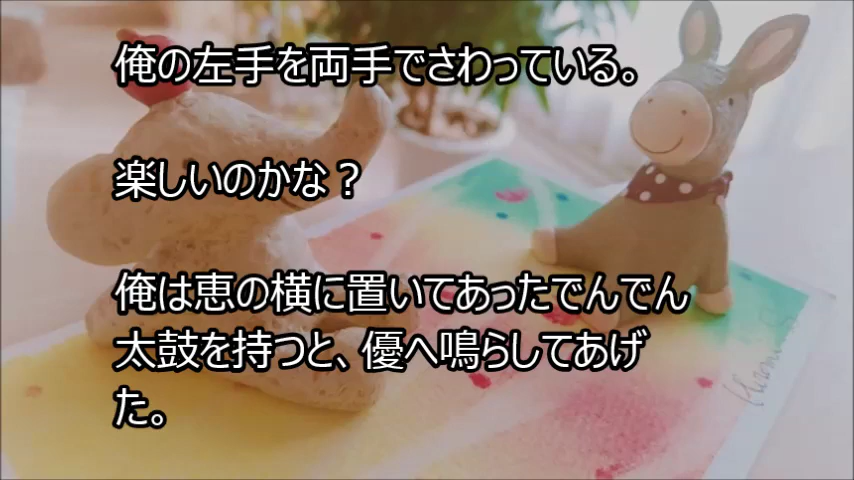 俺の左手を両手でさわっている。
楽しいのかな？
俺は恵の横に置いてあったでんでん
太鼓を持つと、優へ鳴らしてあげ
た。